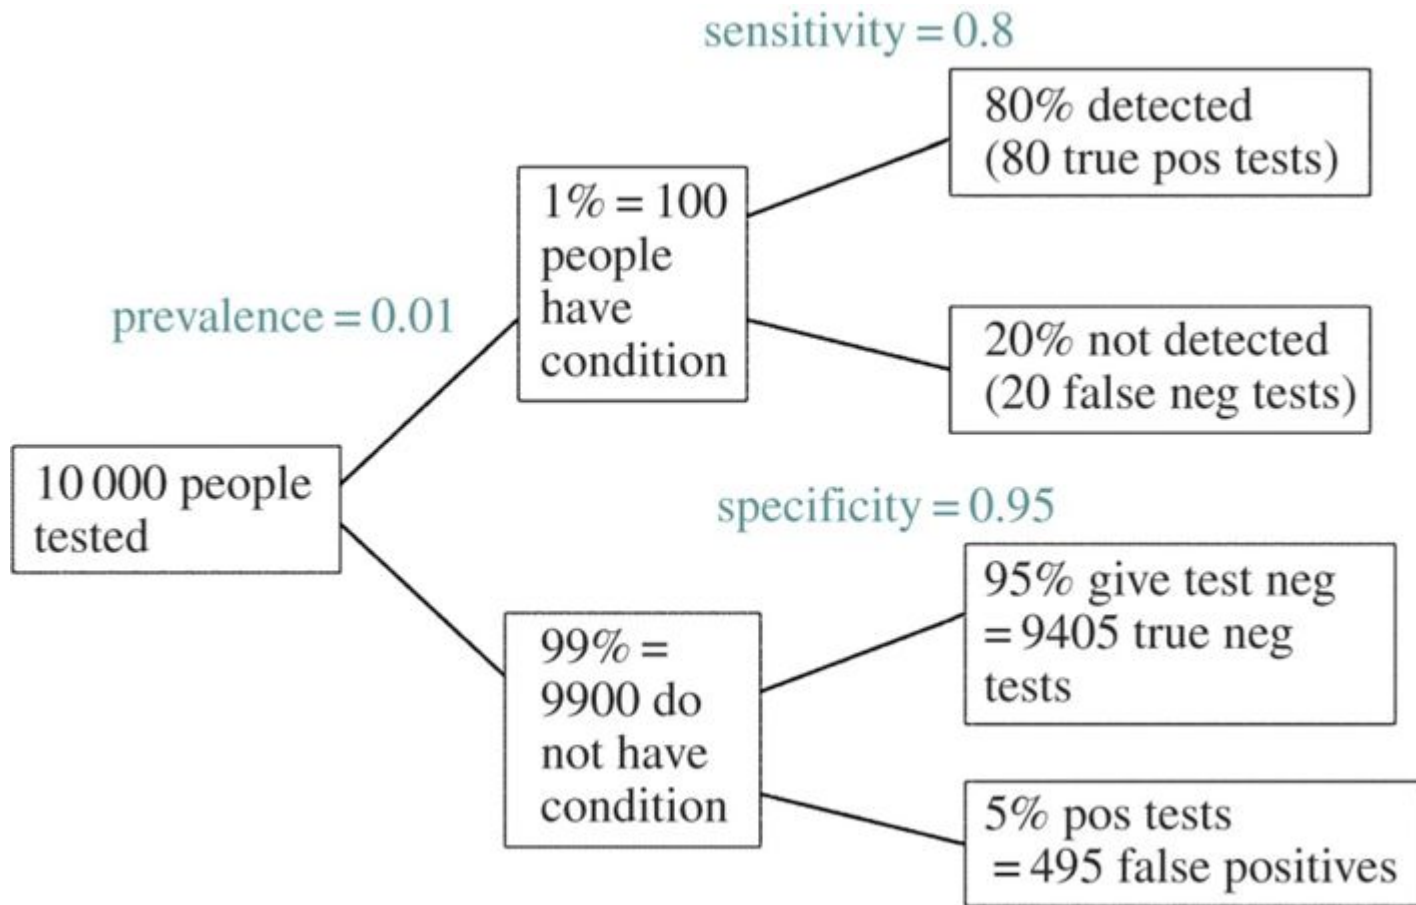 sensitivity = 0.8
80% detected
(80 true pos tests)
1% = 100
people
have
condition
prevalence = 0.01
20% not detected
(20 false neg tests)
10 000 people
tested
specificity = 0.95
95% give test neg
= 9405 true neg
tests
99% =
9900 do
not have
condition
5% pos tests
= 495 false positives